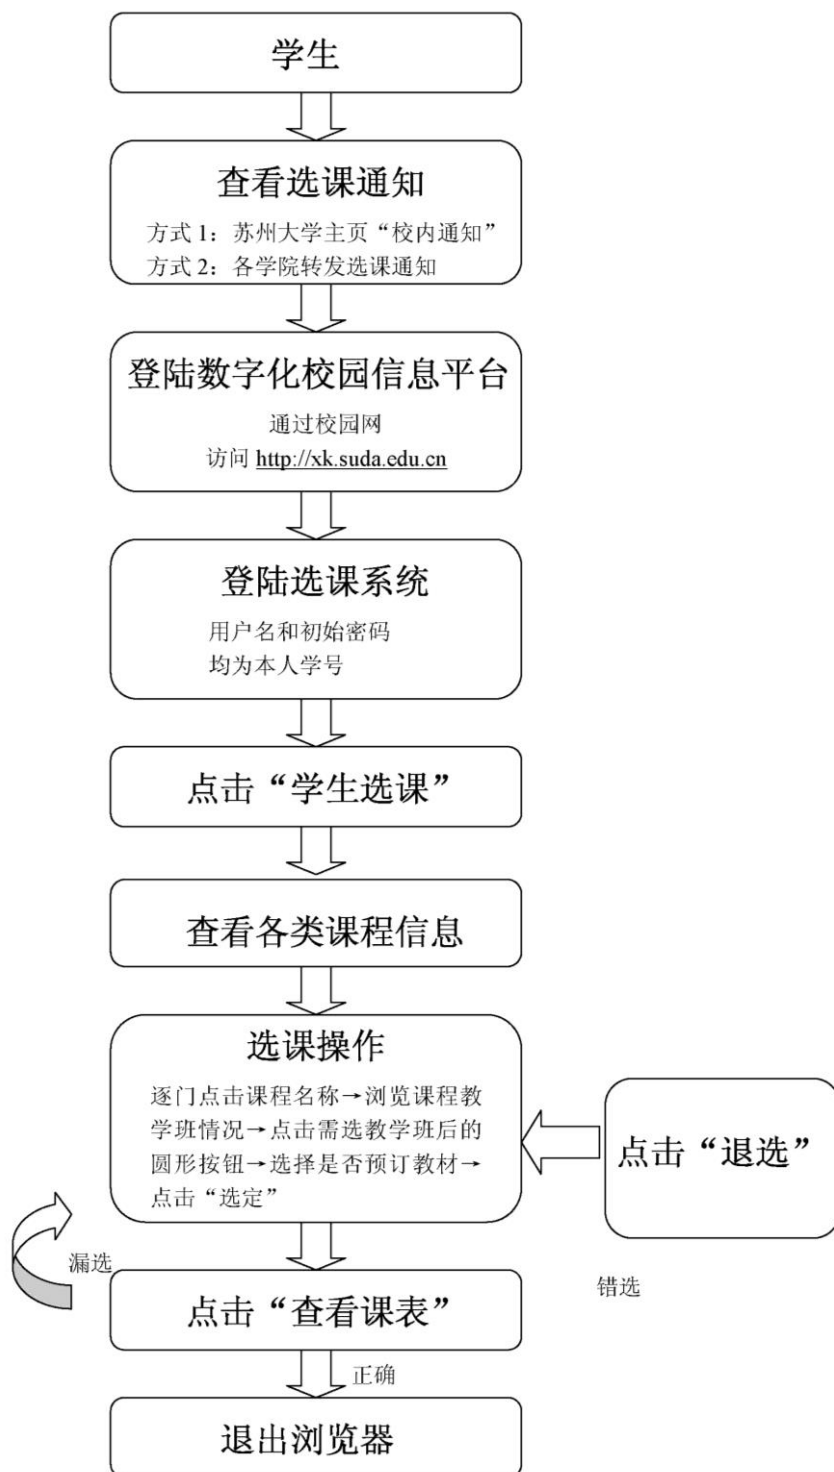 学生
查看选课通知
方式 1：苏州大学主页“校内通知”
方式 2：各学院转发选课通知
登陆数字化校园信息平台
通过校园网
访问 http://xk.suda.edu.cn
登陆选课系统
用户名和初始密码
均为本人学号
点击“学生选课”
查看各类课程信息
选课操作
逐门点击课程名称→浏览课程教
学班情况→点击需选教学班后的
圆形按钮→选择是否预订教材→
点击“选定”
点击“退选”
漏选
错选
点击“查看课表”
正确
退出浏览器